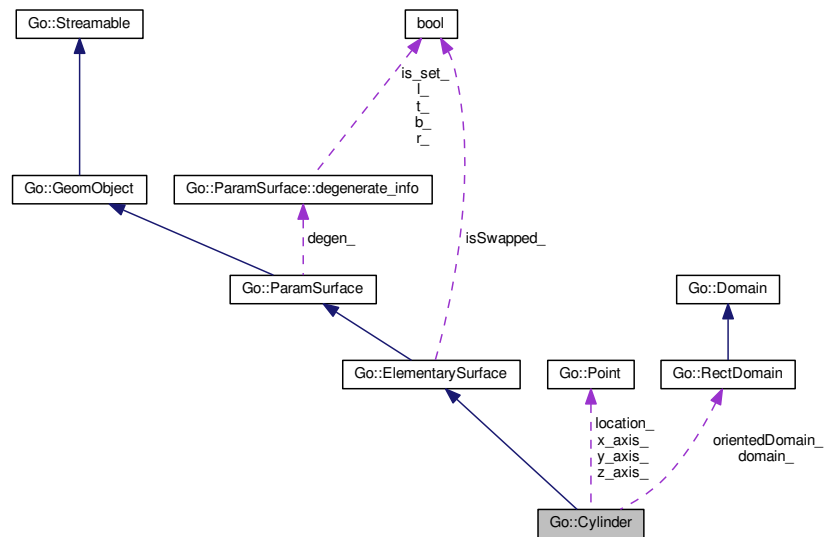 Go::Streamable
bool
is_set_
l_
t_
b_
r_
Go::GeomObject
Go::ParamSurface::degenerate_info
degen_
isSwapped_
Go::ParamSurface
Go::Domain
Go::ElementarySurface
Go::Point
Go::RectDomain
location_
x_axis_
y_axis_
z_axis_
orientedDomain_
domain_
Go::Cylinder